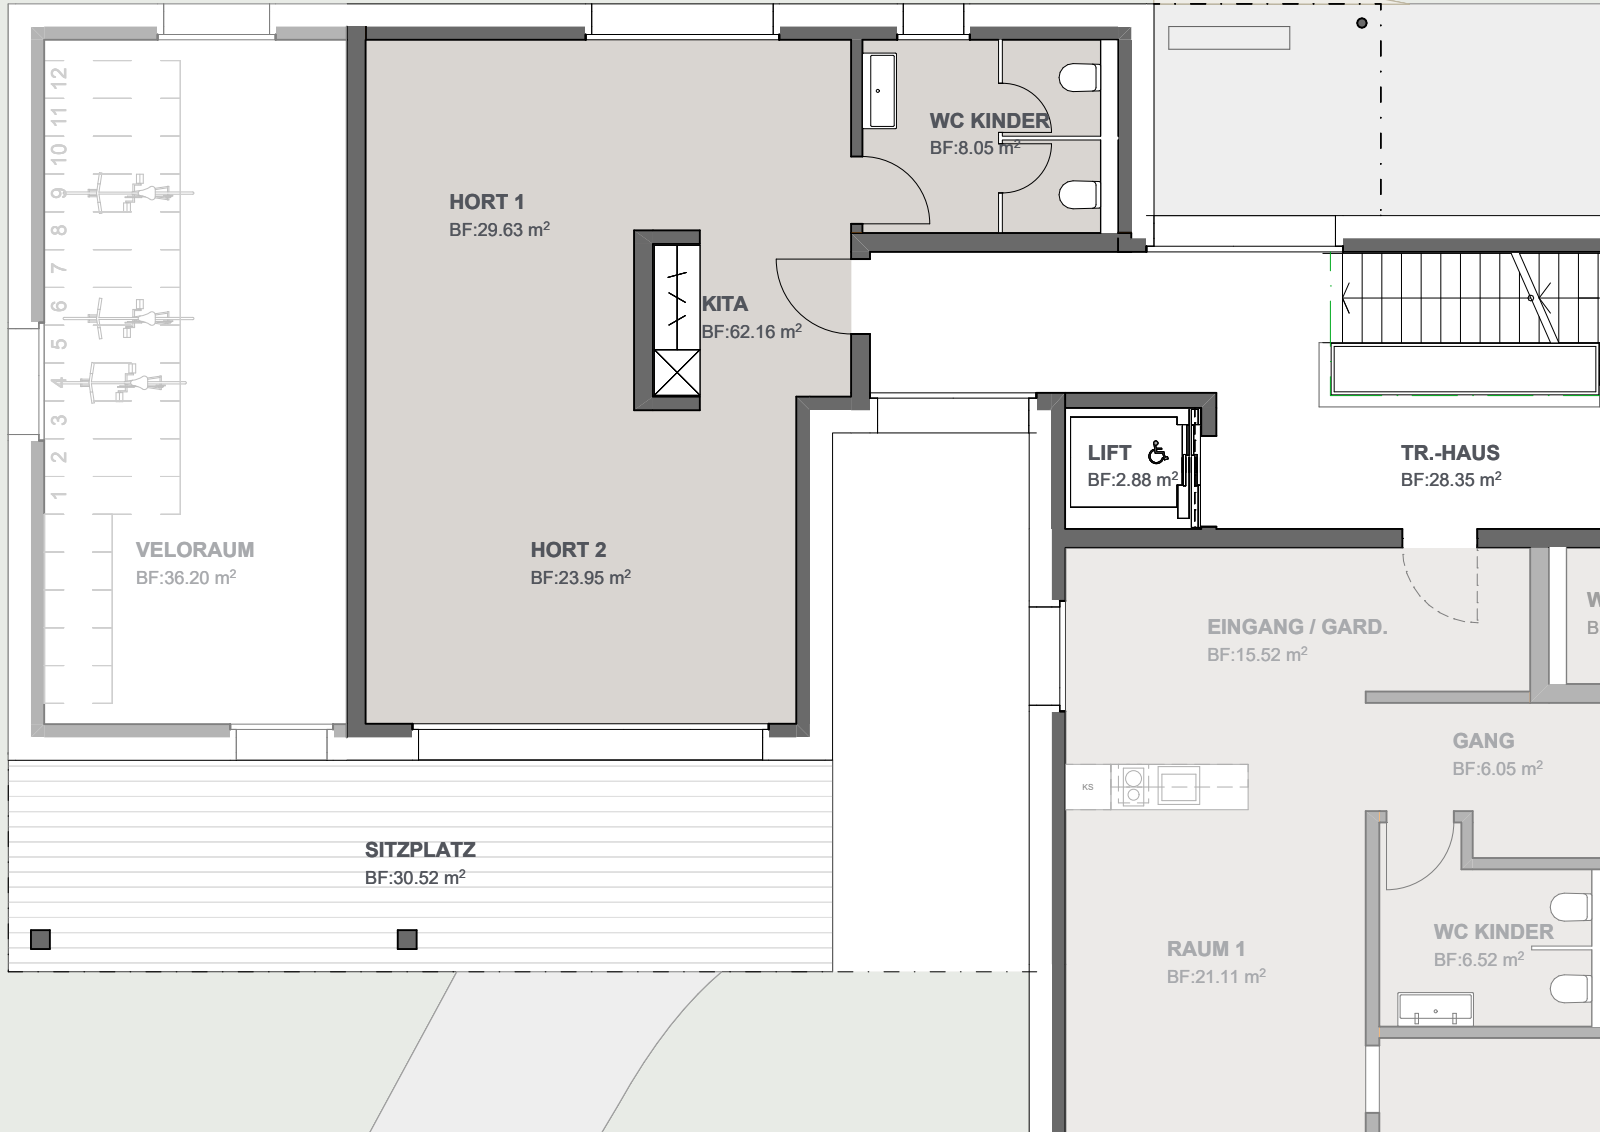 12
11
10
9
8
7
6
5
4
3
2
1
VELORAUM
BF:36.20 m²
HORT 1
BF:29.63 m²
WC KINDER
BF:8.05 m²
KITA
BF:62.16 m²
HORT 2
BF:23.95 m²
LIFT
BF:2.88 m²
TR.-HAUS
BF:28.35 m²
EINGANG / GARD.
BF:15.52 m²
W
B
GANG
BF:6.05 m²
KS
SITZPLATZ
BF:30.52 m²
RAUM 1
BF:21.11 m²
WC KINDER
BF:6.52 m²